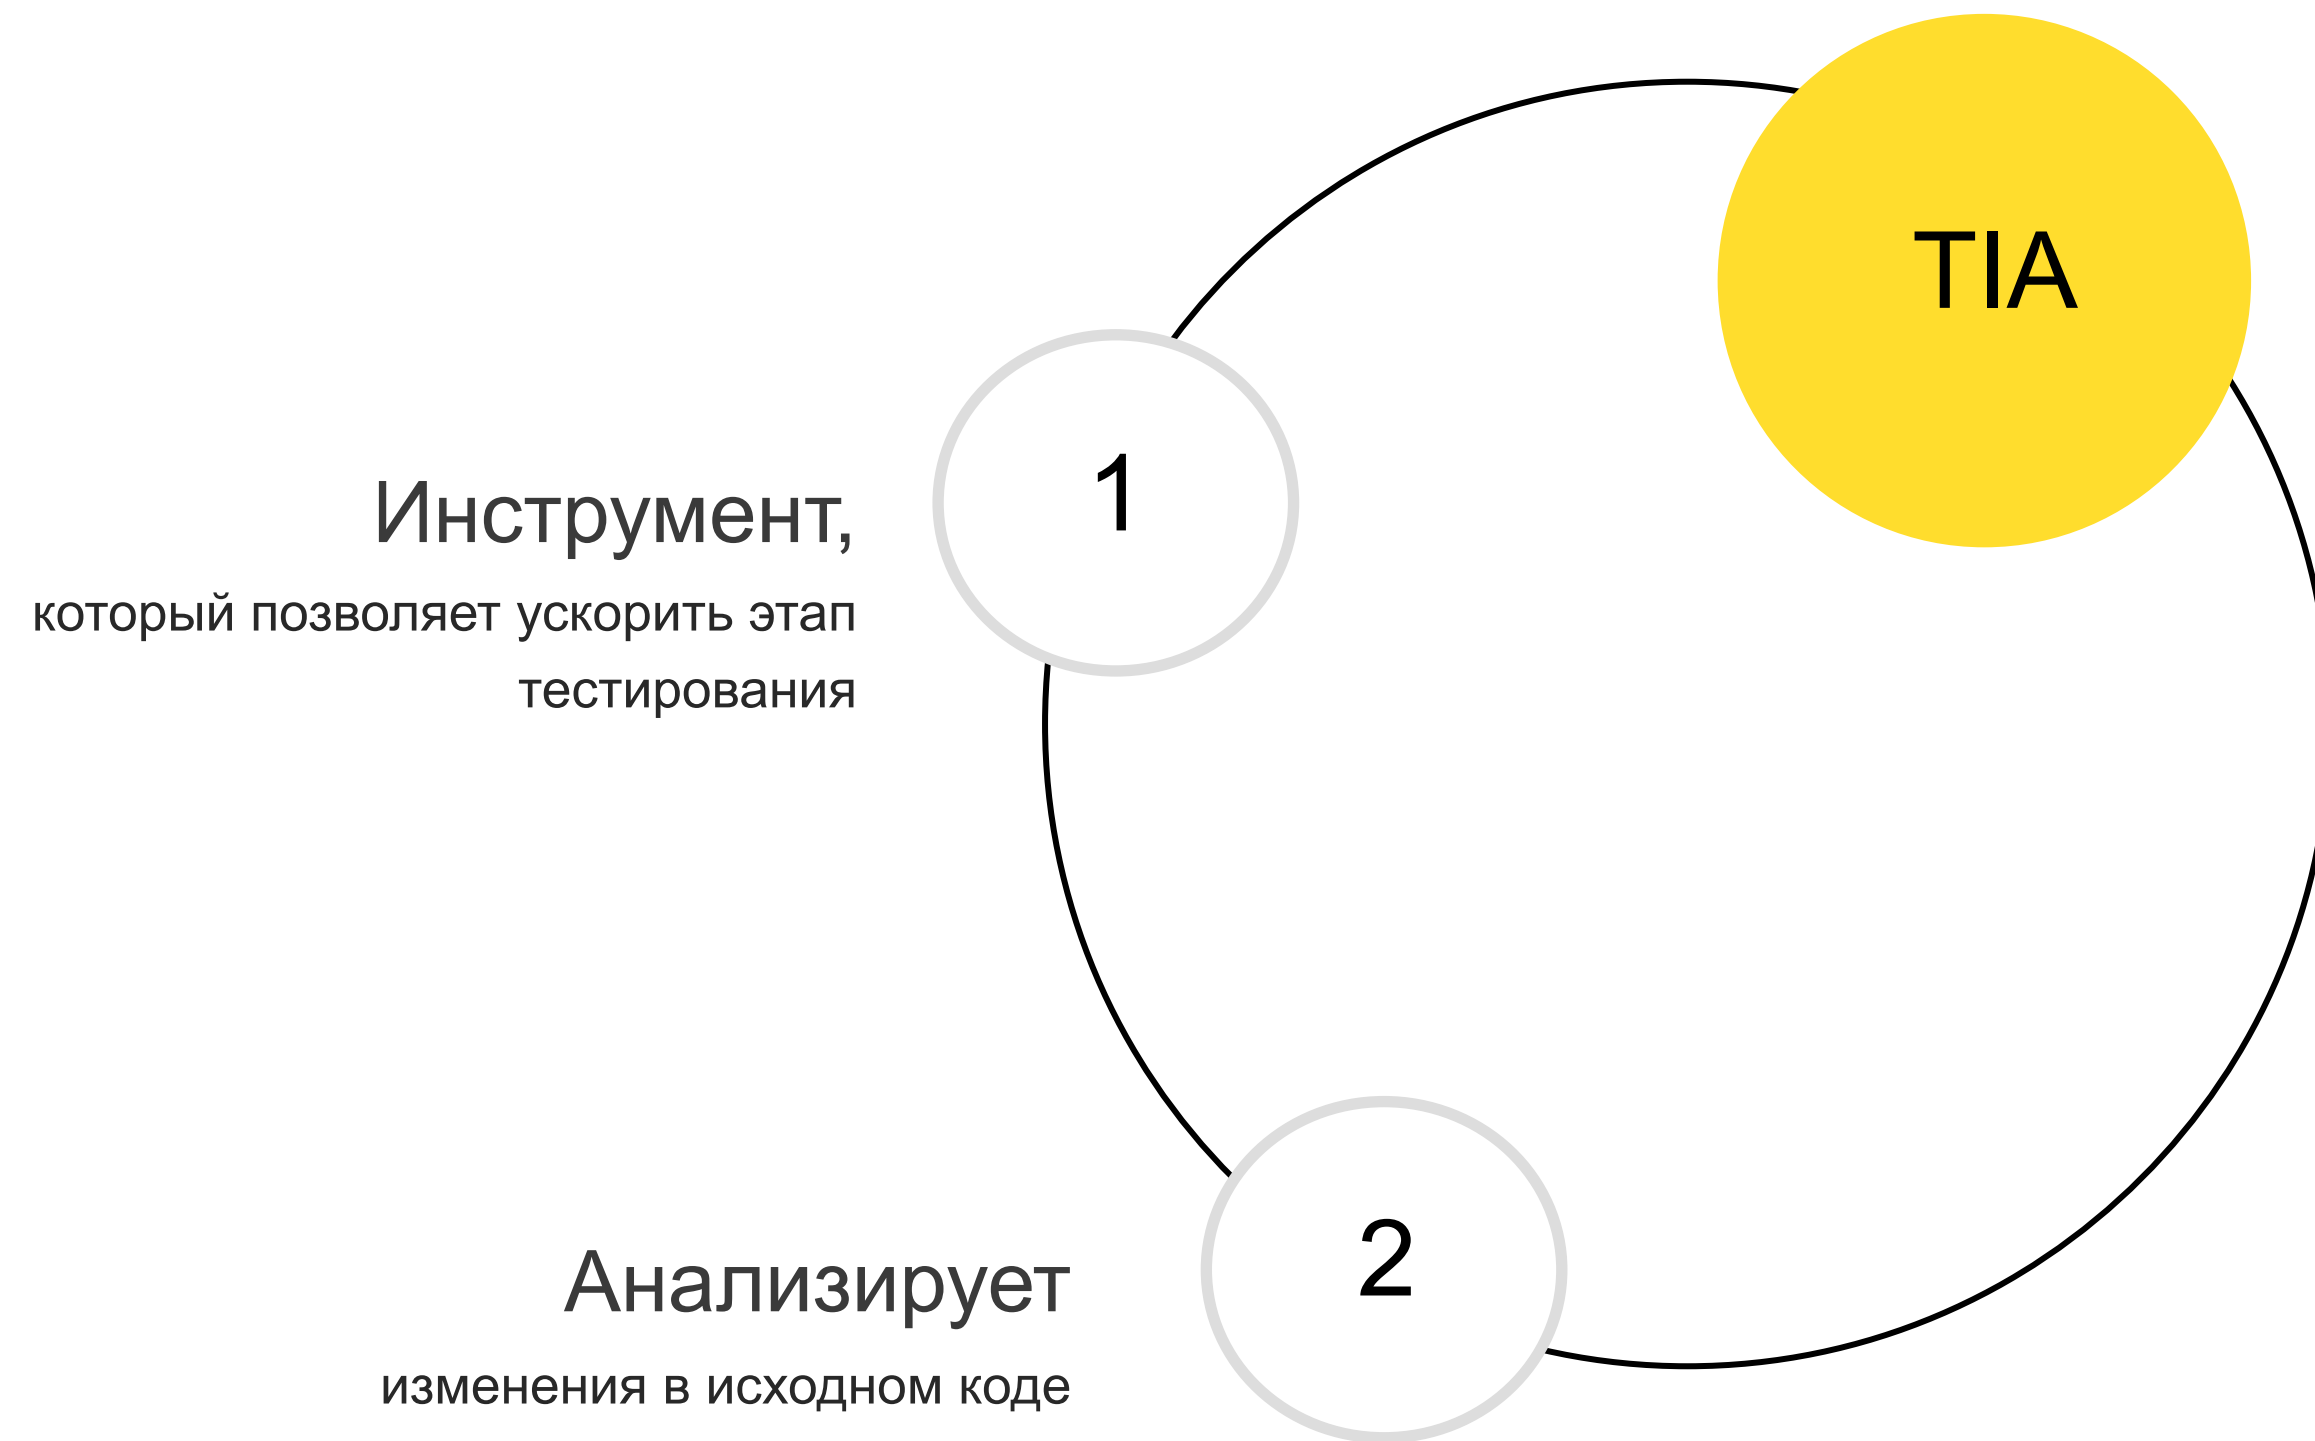 TIA
1
Инструмент,
который позволяет ускорить этап
тестирования
2
Анализирует
изменения в исходном коде